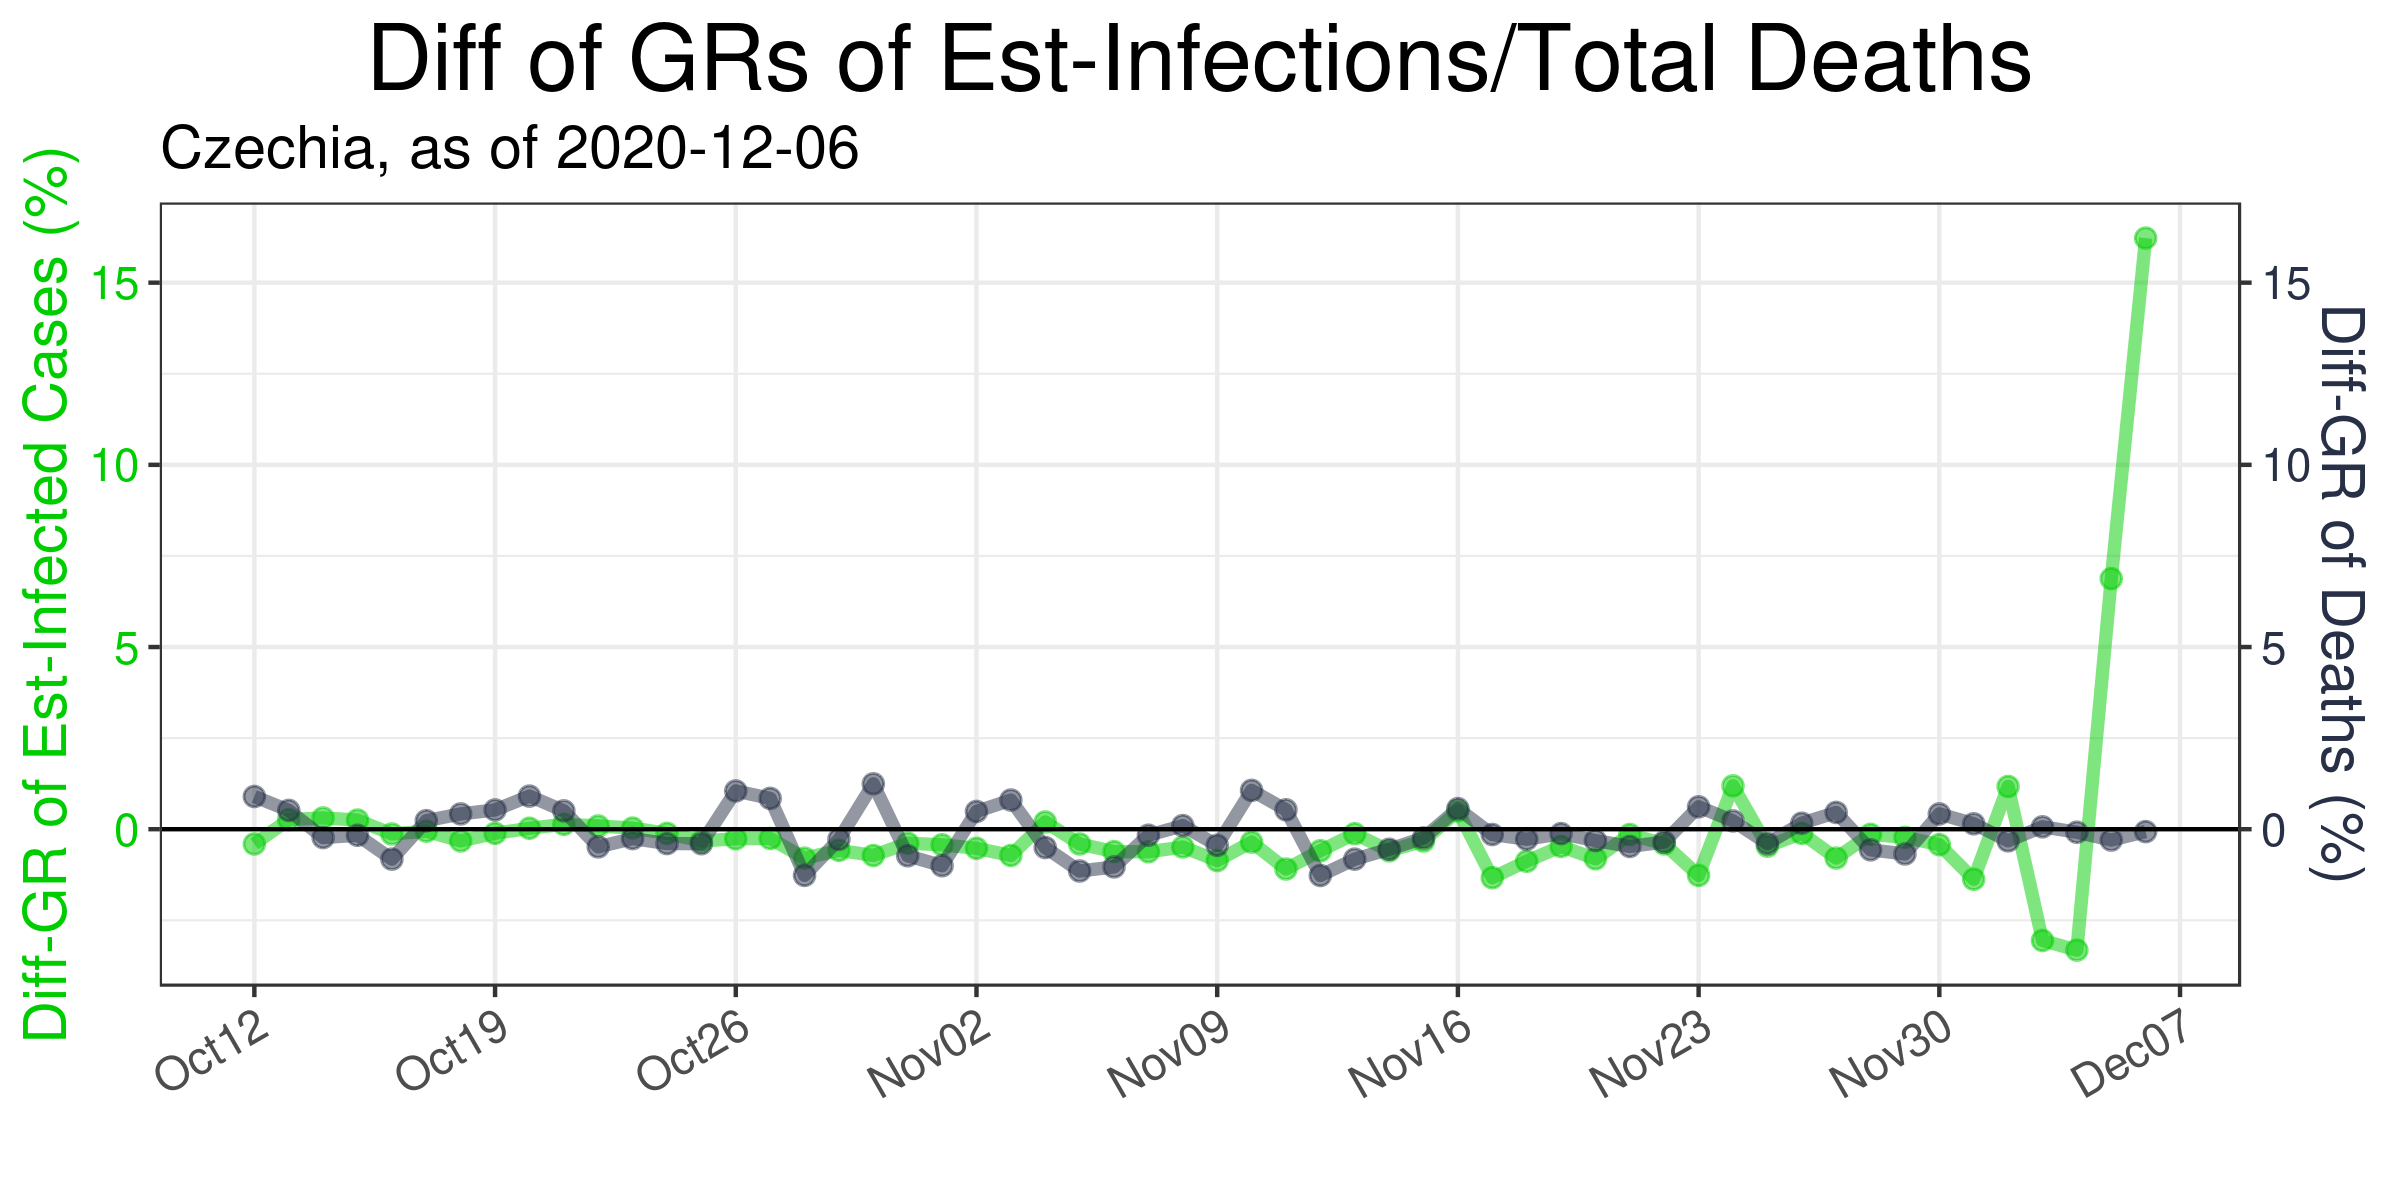 Diff of GRs of Est-Infections/Total Deaths
Czechia, as of 2020-12-06
Diff-GR of Est-Infected Cases (%)
15
10
5
0
15
10
5
0
Diff-GR of Deaths (%)
Oct12
Oct19
Oct26
Nov02
Nov09
Nov16
Nov23
Nov30
Dec07